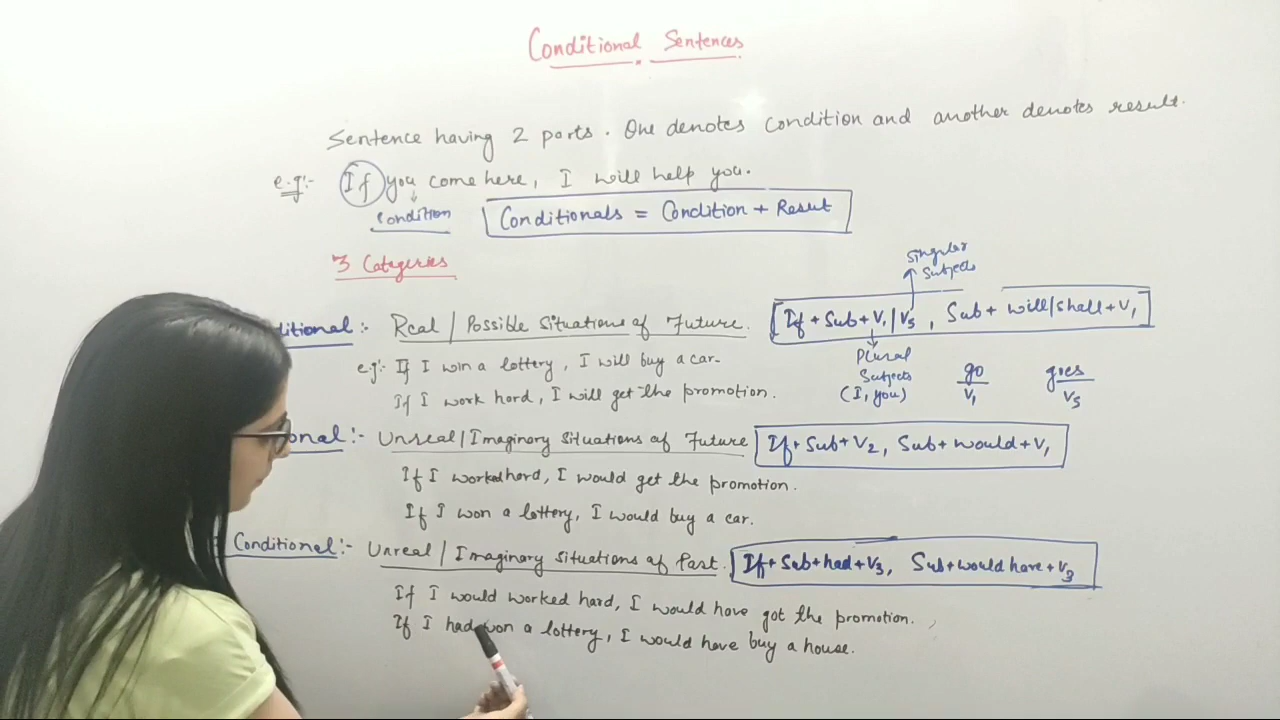 Conditional Sentences
Sentence having 2 parts. One denotes condition and another denotes result.
e.g:- If you come here, I will help you.
condition
Conditionals = Condition + Result
3 Categories
Singular
Subjects
ditional :- Real / Possible Situations of Future.
If + Sub + V1 / V5 , Sub + will/shall + V1
e.g:- If I win a lottery, I will buy a car.
If I work hard, I will get the promotion.
Plural
Subjects
(I, you)
go
V1
goes
V5
onal :- Unreal / Imaginary Situations of Future
If + Sub + V2, Sub + would + V1
If I worked hard, I would get the promotion.
If I won a lottery, I would buy a car.
Conditional :- Unreal / Imaginary Situations of Past.
If + Sub + had + V3, Sub + would have + V3
If I would worked hard, I would have got the promotion.
If I had won a lottery, I would have buy a house.